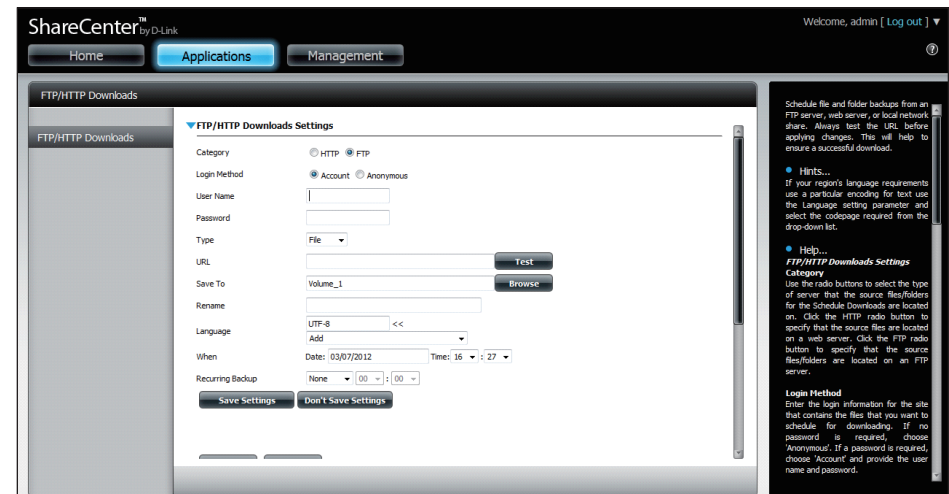 ShareCenter™ by D-Link
Welcome, admin [ Log out ] ▼
Home
Applications
Management
?
FTP/HTTP Downloads
FTP/HTTP Downloads
FTP/HTTP Downloads Settings
Category HTTP FTP
Login Method Account Anonymous
User Name
Password
Type File
URL Test
Save To Volume_1 Browse
Rename
Language UTF-8 <<
Add
When Date: 03/07/2012 Time: 16 : 27
Recurring Backup None 00 : 00
Save Settings Don't Save Settings
Schedule file and folder backups from an
FTP server, web server, or local network
share. Always test the URL before
applying changes. This will help to
ensure a successful download.
Hints...
If your region's language requirements
use a particular encoding for text use
the Language setting parameter and
select the codepage required from the
drop-down list.
Help...
FTP/HTTP Downloads Settings
Category
Use the radio buttons to select the type
of server that the source files/folders
for the Schedule Downloads are located
on. Click the HTTP radio button to
specify that the source files are located
on a web server. Click the FTP radio
button to specify that the source
files/folders are located on an FTP
server.
Login Method
Enter the login information for the site
that contains the files that you want to
schedule for downloading. If no
password is required, choose
'Anonymous'. If a password is required,
choose 'Account' and provide the user
name and password.